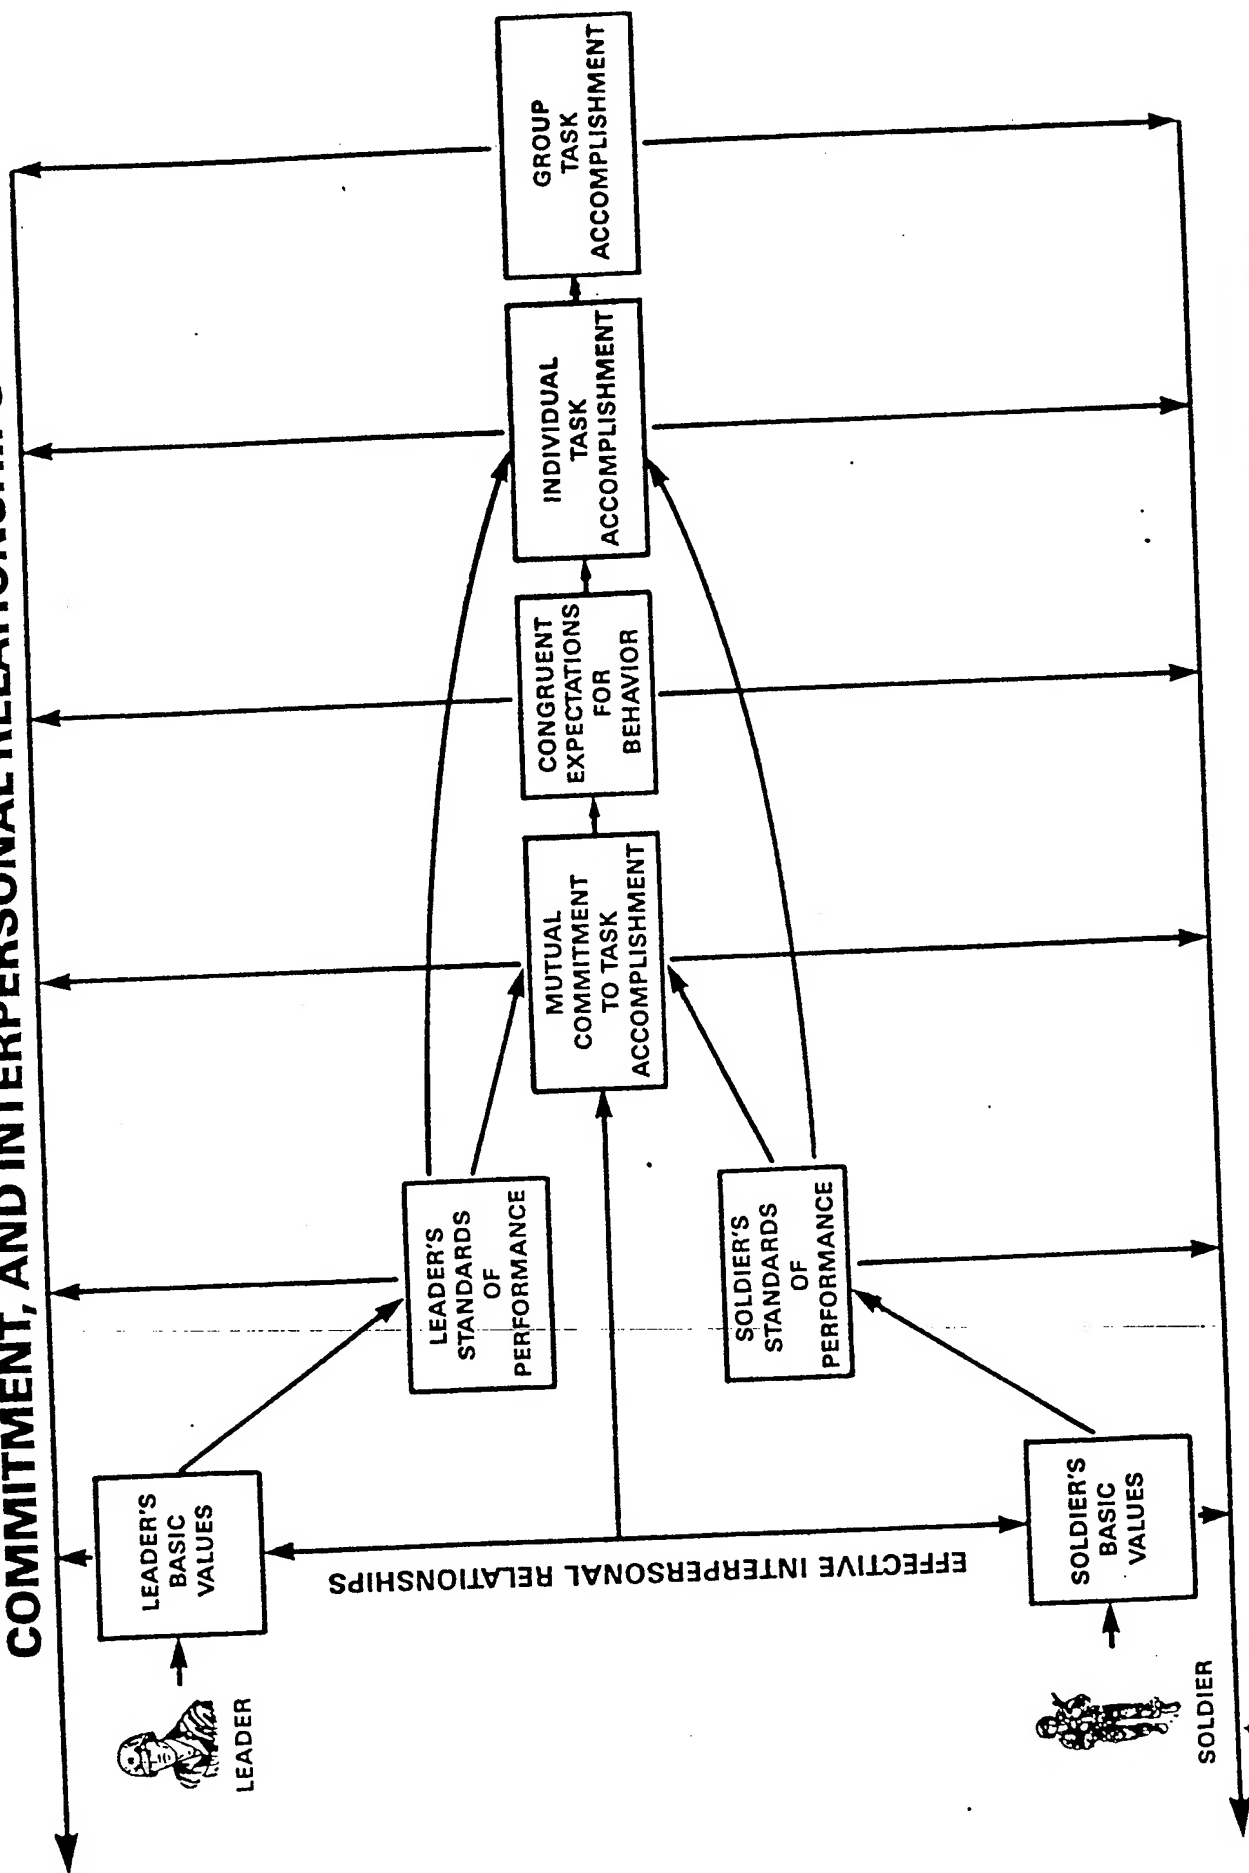 COMMITMENT, AND INTERPERSONAL RELATIONSHIPS
LEADER
LEADER'S
BASIC
VALUES
LEADER'S
STANDARDS
OF
PERFORMANCE
EFFECTIVE INTERPERSONAL RELATIONSHIPS
MUTUAL
COMMITMENT
TO TASK
ACCOMPLISHMENT
CONGRUENT
EXPECTATIONS
FOR
BEHAVIOR
INDIVIDUAL
TASK
ACCOMPLISHMENT
GROUP
TASK
ACCOMPLISHMENT
SOLDIER'S
STANDARDS
OF
PERFORMANCE
SOLDIER'S
BASIC
VALUES
SOLDIER